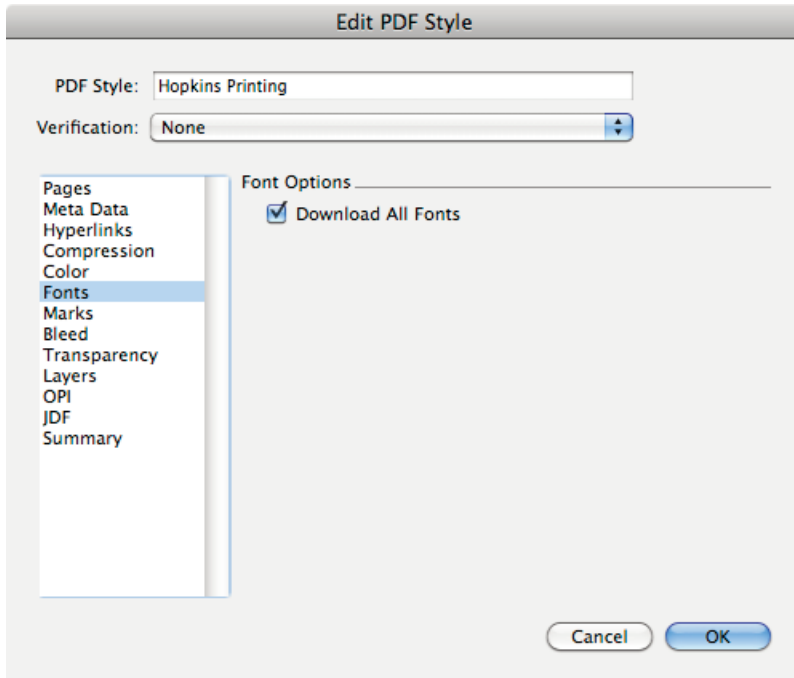 Edit PDF Style
PDF Style: Hopkins Printing
Verification: None
Pages
Meta Data
Hyperlinks
Compression
Color
Fonts
Marks
Bleed
Transparency
Layers
OPI
JDF
Summary
Font Options
Download All Fonts
Cancel OK